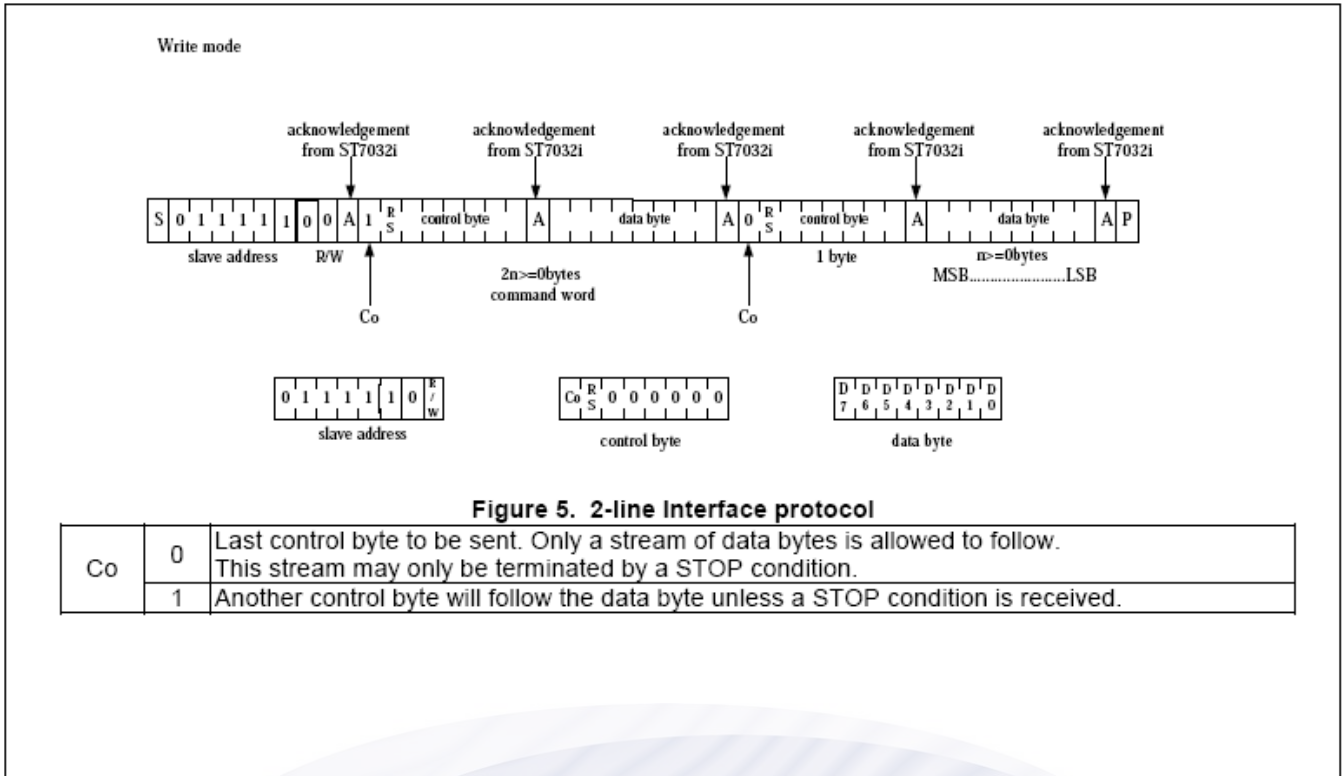 Write mode
acknowledgement acknowledgement acknowledgement acknowledgement acknowledgement
from ST7032i from ST7032i from ST7032i from ST7032i from ST7032i
S 0 1 1 1 1 1 0 0 A 1 RS control byte A data byte A 0 RS control byte A data byte A P
slave address R/W 2n>=0bytes 1 byte n>=0bytes
command word MSB........................LSB
Co Co
0 1 1 1 1 1 0 R/W Co RS 0 0 0 0 0 0 D7 D6 D5 D4 D3 D2 D1 D0
slave address control byte data byte
Figure 5. 2-line Interface protocol
Co 0 Last control byte to be sent. Only a stream of data bytes is allowed to follow.
This stream may only be terminated by a STOP condition.
1 Another control byte will follow the data byte unless a STOP condition is received.